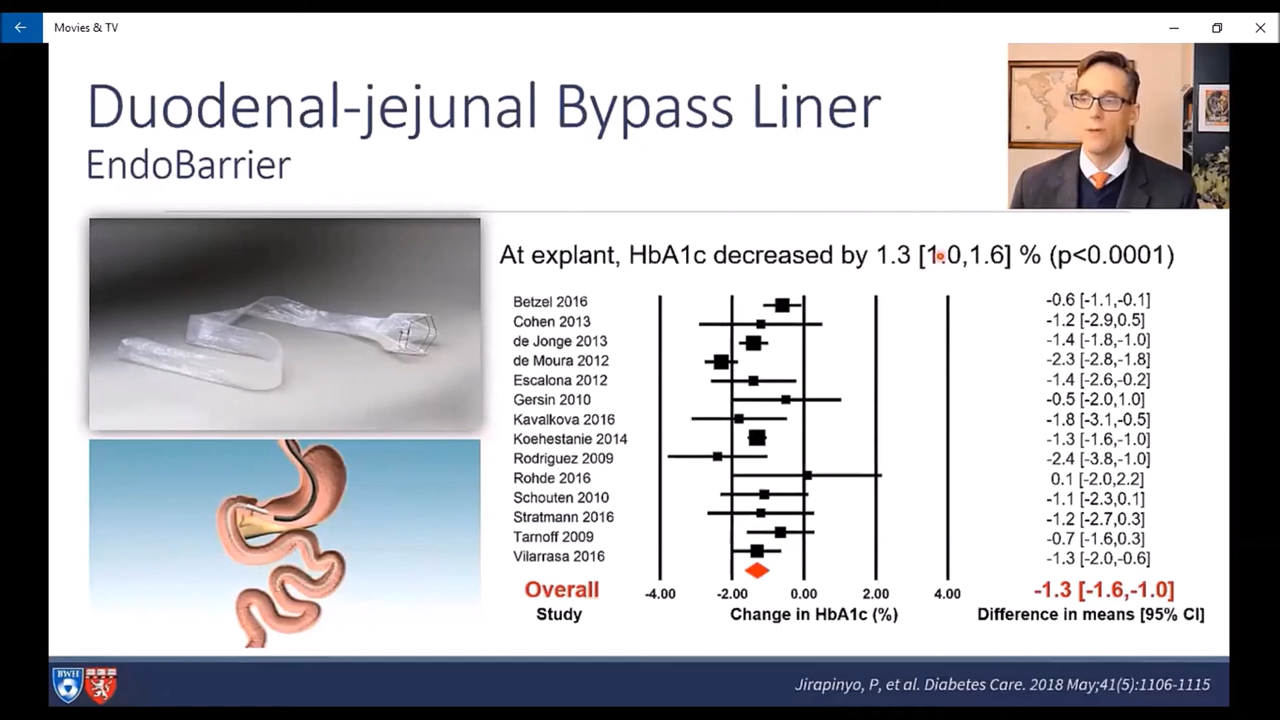 Movies & TV
Duodenal-jejunal Bypass Liner
EndoBarrier
At explant, HbA1c decreased by 1.3 [1.0,1.6] % (p<0.0001)
Betzel 2016 -0.6 [-1.1,-0.1]
Cohen 2013 -1.2 [-2.9,0.5]
de Jonge 2013 -1.4 [-1.8,-1.0]
de Moura 2012 -2.3 [-2.8,-1.8]
Escalona 2012 -1.4 [-2.6,-0.2]
Gersin 2010 -0.5 [-2.0,1.0]
Kavalkova 2016 -1.8 [-3.1,-0.5]
Koehestanie 2014 -1.3 [-1.6,-1.0]
Rodriguez 2009 -2.4 [-3.8,-1.0]
Rohde 2016 0.1 [-2.0,2.2]
Schouten 2010 -1.1 [-2.3,0.1]
Stratmann 2016 -1.2 [-2.7,0.3]
Tarnoff 2009 -0.7 [-1.6,0.3]
Vilarrasa 2016 -1.3 [-2.0,-0.6]
Overall -4.00 -2.00 0.00 2.00 4.00 -1.3 [-1.6,-1.0]
Study Change in HbA1c (%) Difference in means [95% CI]
BWH
Jirapinyo, P, et al. Diabetes Care. 2018 May;41(5):1106-1115